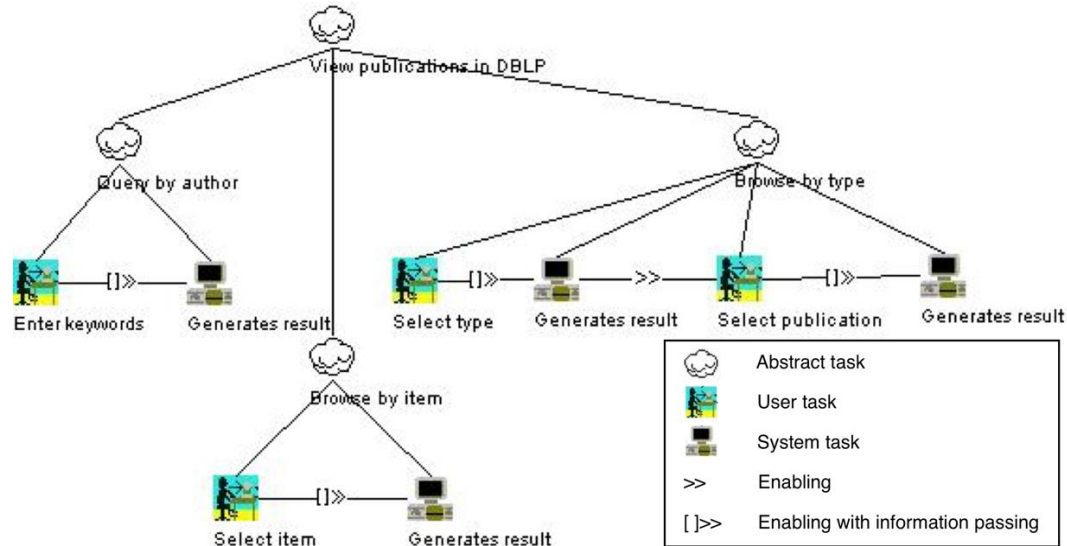 View publications in DBLP
Query by author
Browse by type
[]≫
[]≫
>>
[]≫
Enter keywords
Generates result
Select type
Generates result
Select publication
Generates result
Browse by item
[]≫
Select item
Generates result
Abstract task
User task
System task
>> Enabling
[ ]>> Enabling with information passing